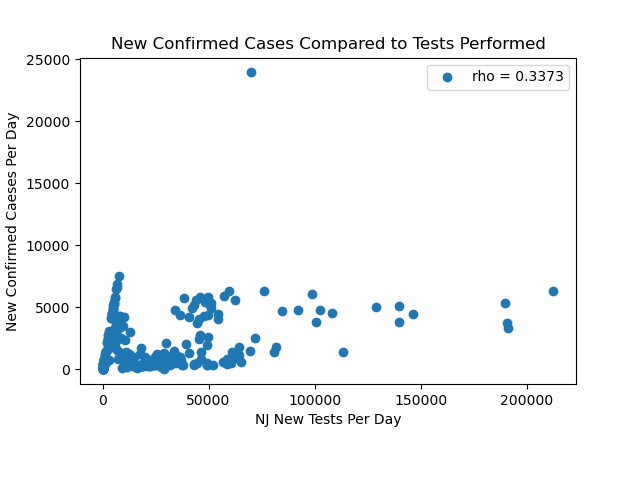 New Confirmed Cases Compared to Tests Performed
rho = 0.3373
New Confirmed Caeses Per Day
25000
20000
15000
10000
5000
0
0
50000
100000
150000
200000
NJ New Tests Per Day